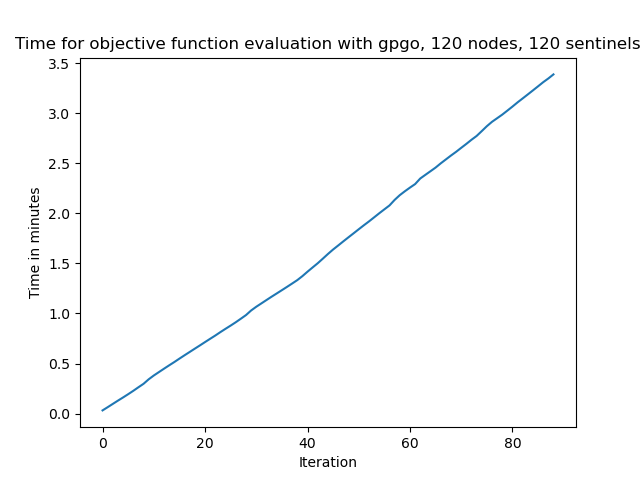 Time for objective function evaluation with gpgo, 120 nodes, 120 sentinels
3.5
3.0
2.5
2.0
1.5
1.0
0.5
0.0
Time in minutes
0 20 40 60 80
Iteration